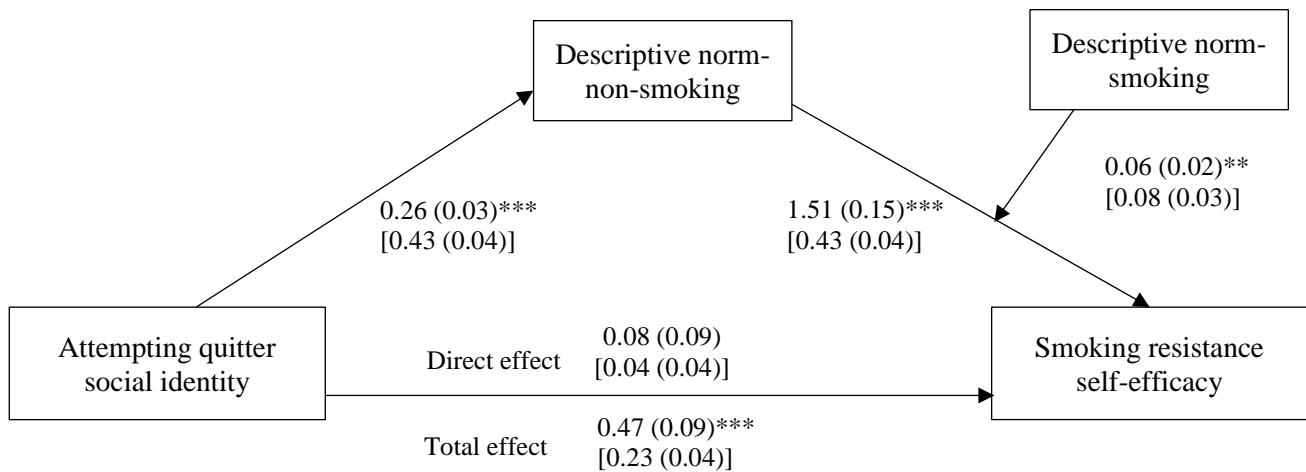 Descriptive norm-
non-smoking
Descriptive norm-
smoking
0.26 (0.03)***
[0.43 (0.04)]
1.51 (0.15)***
[0.43 (0.04)]
0.06 (0.02)**
[0.08 (0.03)]
Attempting quitter
social identity
Direct effect
0.08 (0.09)
[0.04 (0.04)]
Total effect
0.47 (0.09)***
[0.23 (0.04)]
Smoking resistance
self-efficacy